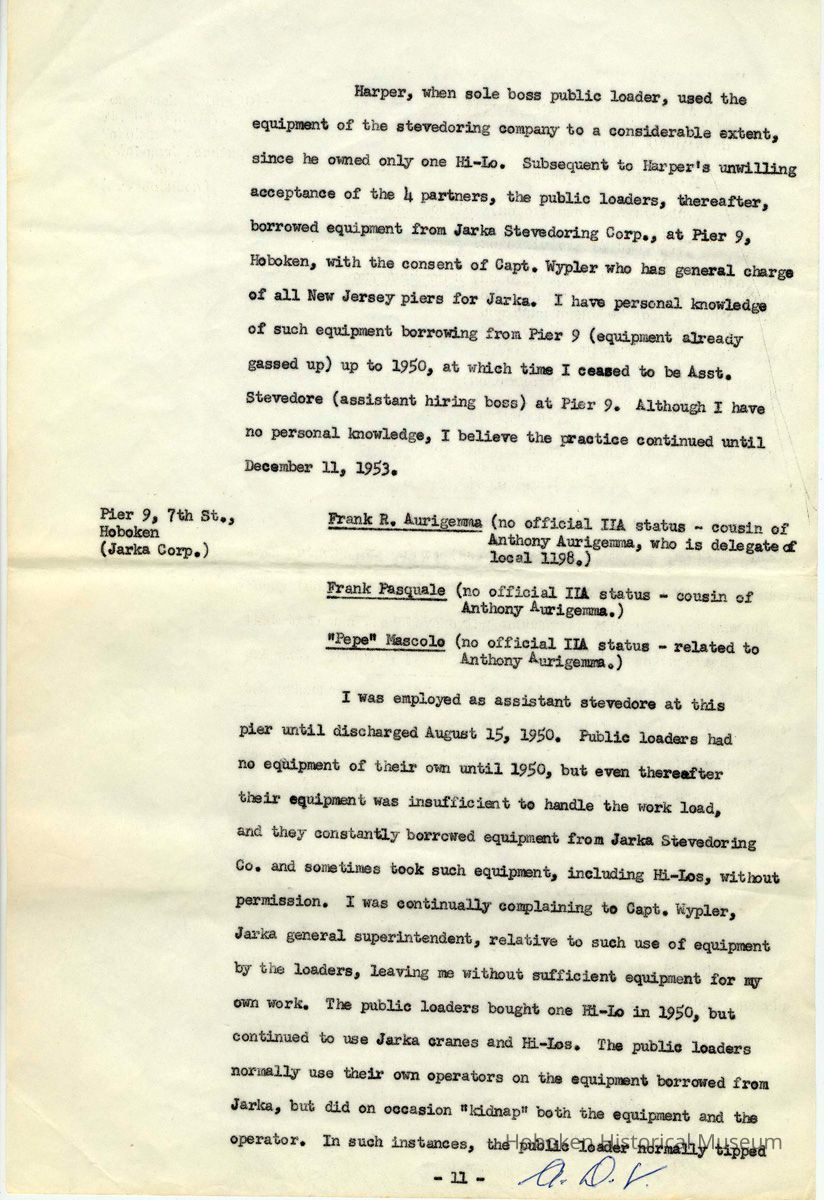 Harper, when sole boss public loader, used the
equipment of the stevedoring company to a considerable extent,
since he owned only one Hi-Lo. Subsequent to Harper's unwilling
acceptance of the 4 partners, the public loaders, thereafter,
borrowed equipment from Jarka Stevedoring Corp., at Pier 9,
Hoboken, with the consent of Capt. Wypler who has general charge
of all New Jersey piers for Jarka. I have personal knowledge
of such equipment borrowing from Pier 9 (equipment already
gassed up) up to 1950, at which time I ceased to be Asst.
Stevedore (assistant hiring boss) at Pier 9. Although I have
no personal knowledge, I believe the practice continued until
December 11, 1953.
Pier 9, 7th St.,
Hoboken
(Jarka Corp.)
Frank R. Aurigemma (no official IIA status - cousin of
Anthony Aurigemma, who is delegate of
local 1198.)
Frank Pasquale (no official IIA status - cousin of
Anthony Aurigemma.)
"Pepe" Mascolo (no official IIA status - related to
Anthony Aurigemma.)
I was employed as assistant stevedore at this
pier until discharged August 15, 1950. Public loaders had
no equipment of their own until 1950, but even thereafter
their equipment was insufficient to handle the work load,
and they constantly borrowed equipment from Jarka Stevedoring
Co. and sometimes took such equipment, including Hi-Los, without
permission. I was continually complaining to Capt. Wypler,
Jarka general superintendent, relative to such use of equipment
by the loaders, leaving me without sufficient equipment for my
own work. The public loaders bought one Hi-Lo in 1950, but
continued to use Jarka cranes and Hi-Los. The public loaders
normally use their own operators on the equipment borrowed from
Jarka, but did on occasion "kidnap" both the equipment and the
operator. In such instances, the public loader normally tipped
Hoboken Historical Museum
- 11 - A. D. V.